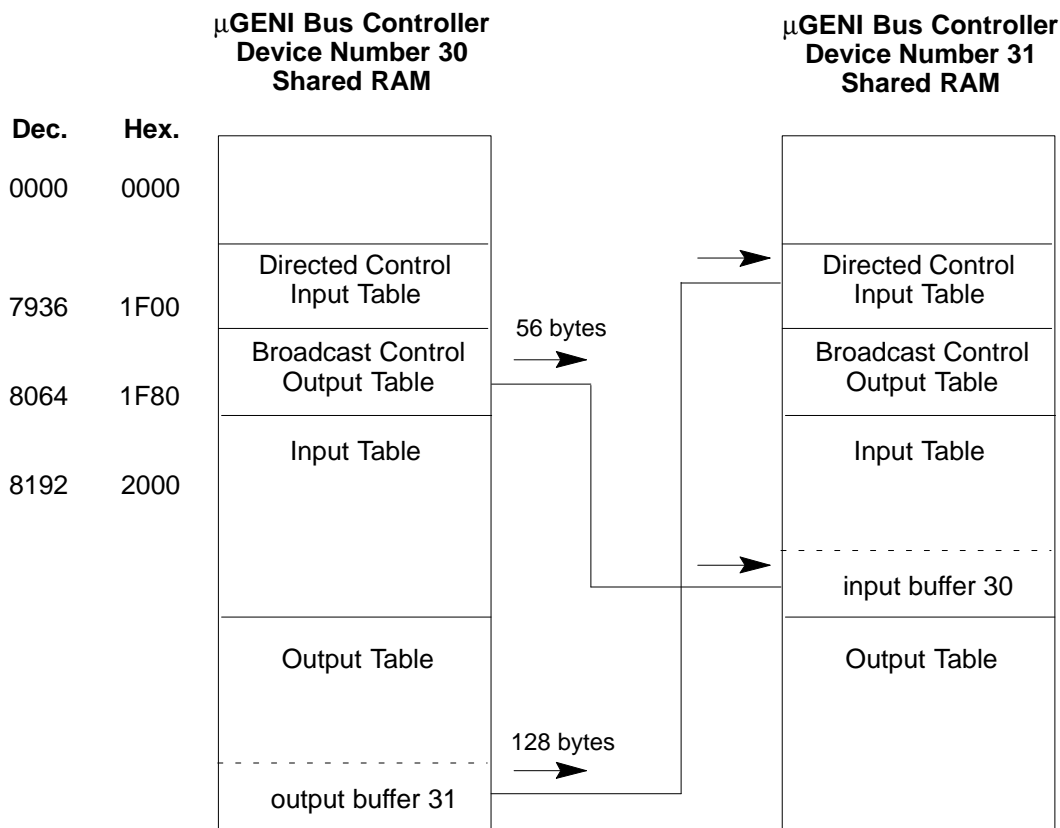 µGENI Bus Controller
Device Number 30
Shared RAM
µGENI Bus Controller
Device Number 31
Shared RAM
Dec. Hex.
0000 0000
7936 1F00
8064 1F80
8192 2000
Directed Control
Input Table
Broadcast Control
Output Table
Input Table
Output Table
output buffer 31
56 bytes
128 bytes
Directed Control
Input Table
Broadcast Control
Output Table
Input Table
input buffer 30
Output Table